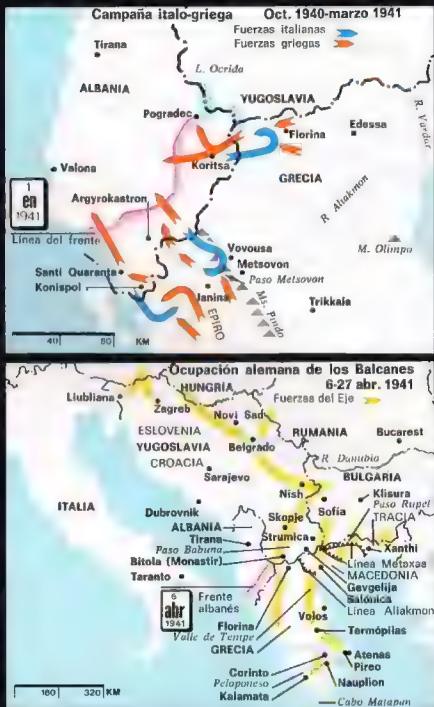 Campaña italo-griega Oct. 1940-marzo 1941
Fuerzas italianas
Fuerzas griegas
Tirana
L. Ocrida
ALBANIA
YUGOSLAVIA
R. Vardar
Pogradec
Florina
Edessa
Koritsa
Valona
GRECIA
R. Aliakmon
Argyrokastron
1
en
1941
Línea del frente
M. Olimpo
Vovousa
Metsovon
Paso Metsovon
Santi Quaranta
Konispol
Janina
EPIRO
Ms. Pindo
Trikkala
40 80 KM
Ocupación alemana de los Balcanes
6-27 abr. 1941
HUNGRIA
Fuerzas del Eje
Liubliana
Zagreb
Novi Sad
ESLOVENIA
RUMANIA
Bucarest
YUGOSLAVIA
Belgrado
R. Danubio
CROACIA
Sarajevo
BULGARIA
ITALIA
Nish
Klisura
Sofía
Paso Rupel
Dubrovnik
Skopje
TRACIA
ALBANIA
Strumica
Xanthi
Tirana
Línea Metaxas
Paso Babuna
MACEDONIA
Bitola (Monastir)
Gevgelija
Taranto
Salónica
6
abr
1941
Frente
albanés
Línea Aliakmon
Florina
Volos
Valle de Tempe
Termópilas
GRECIA
Atenas
Corinto
Pireo
Peloponeso
Nauplion
Kalamata
160 320 KM
Cabo Matapan